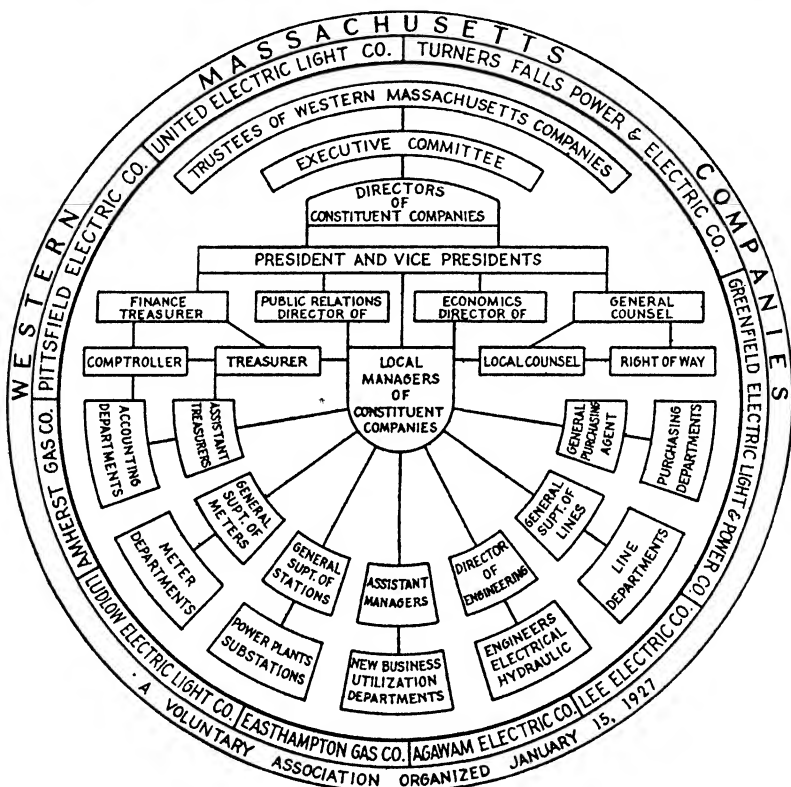 WESTERN MASSACHUSETTS COMPANIES
PITTSFIELD ELECTRIC CO.
UNITED ELECTRIC LIGHT CO.
TURNERS FALLS POWER & ELECTRIC CO.
GREENFIELD ELECTRIC LIGHT & POWER CO.
TRUSTEES OF WESTERN MASSACHUSETTS COMPANIES
EXECUTIVE COMMITTEE
DIRECTORS
OF
CONSTITUENT COMPANIES
PRESIDENT AND VICE PRESIDENTS
FINANCE
TREASURER
PUBLIC RELATIONS
DIRECTOR OF
ECONOMICS
DIRECTOR OF
GENERAL
COUNSEL
COMPTROLLER
TREASURER
LOCAL
MANAGERS
OF
CONSTITUENT
COMPANIES
LOCAL COUNSEL
RIGHT OF WAY
ACCOUNTING
DEPARTMENTS
ASSISTANT
TREASURERS
GENERAL
PURCHASING
AGENT
PURCHASING
DEPARTMENTS
METER
DEPARTMENTS
GENERAL
SUPT. OF
METERS
GENERAL
SUPT. OF
LINES
LINE
DEPARTMENTS
GENERAL
SUPT. OF
STATIONS
ASSISTANT
MANAGERS
DIRECTOR
OF
ENGINEERING
POWER PLANTS
SUBSTATIONS
NEW BUSINESS
UTILIZATION
DEPARTMENTS
ENGINEERS
ELECTRICAL
HYDRAULIC
AMHERST GAS CO.
LUDLOW ELECTRIC LIGHT CO.
EASTHAMPTON GAS CO.
AGAWAM ELECTRIC CO.
LEE ELECTRIC CO.
. A VOLUNTARY ASSOCIATION ORGANIZED JANUARY 15, 1927